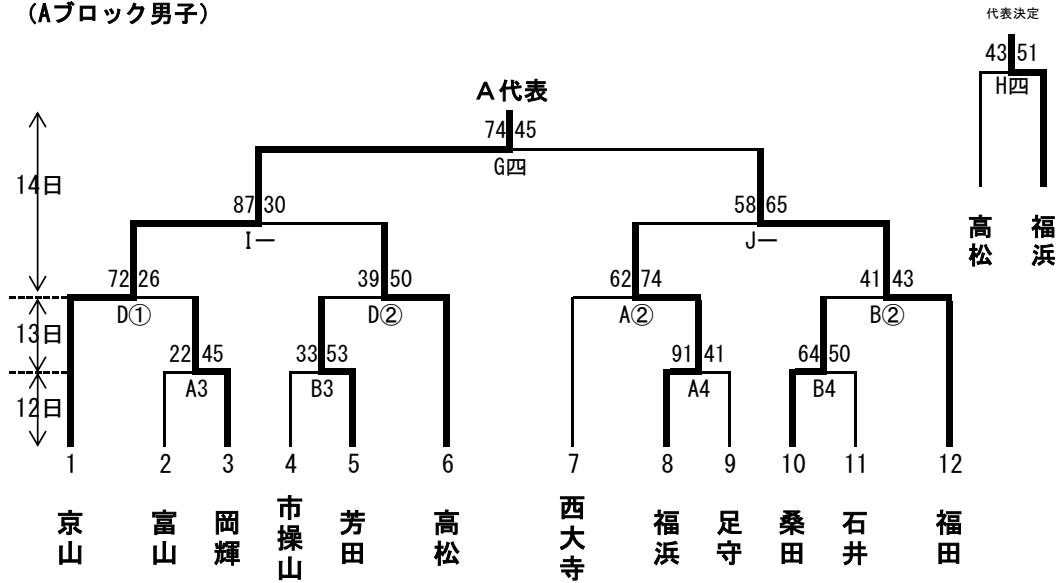 (Aブロック男子)
代表決定
43 51
H四
A代表
74 45
G四
14日
87 30
I一
58 65
J一
高松
福浜
72 26
D①
39 50
D②
62 74
A②
41 43
B②
13日
22 45
A3
33 53
B3
91 41
A4
64 50
B4
12日
1 2 3 4 5 6 7 8 9 10 11 12
京山
富山
岡輝
市操山
芳田
高松
西大寺
福浜
足守
桑田
石井
福田